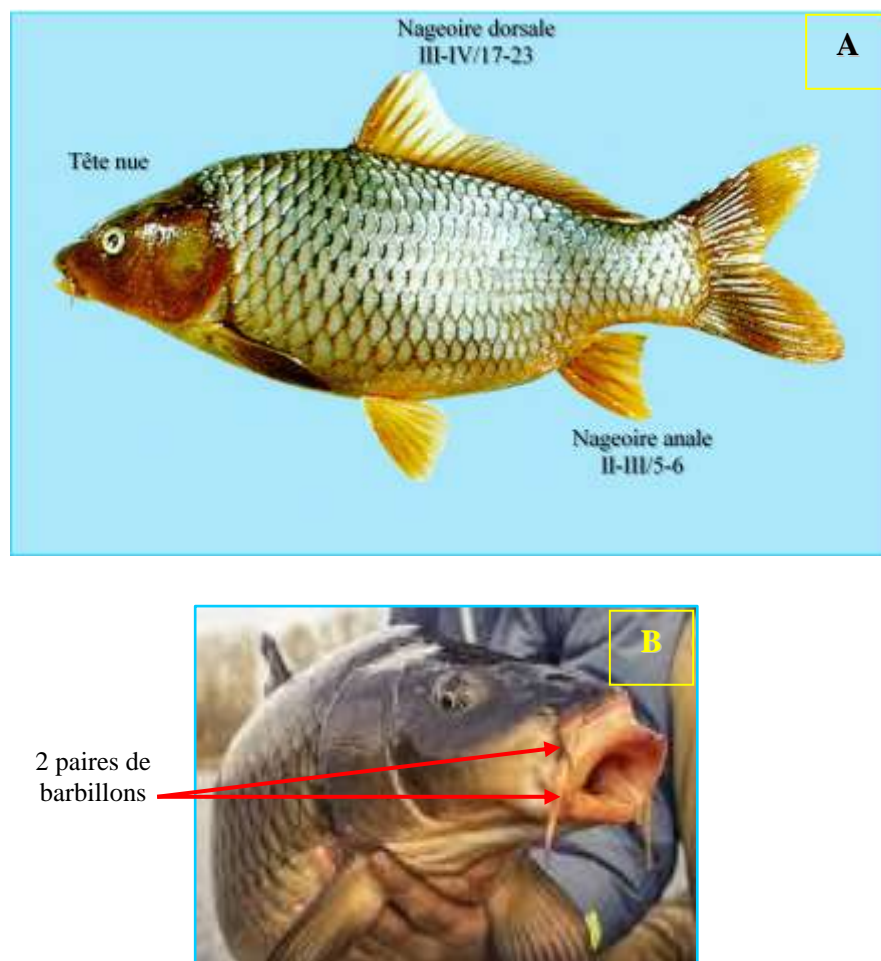 Nageoire dorsale
III-IV/17-23
A
Tête nue
Nageoire anale
II-III/5-6
B
2 paires de
barbillons